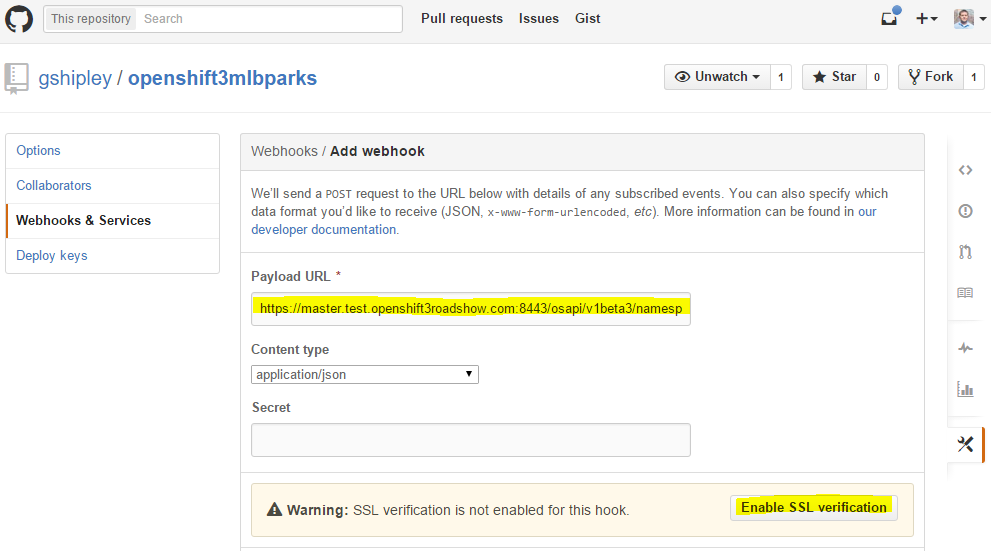 This repository Search Pull requests Issues Gist
gshipley / openshift3mlbparks
Unwatch 1 Star 0 Fork 1
Options
Collaborators
Webhooks & Services
Deploy keys
Webhooks / Add webhook
We'll send a POST request to the URL below with details of any subscribed events. You can also specify which
data format you'd like to receive (JSON, x-www-form-urlencoded, etc). More information can be found in our
developer documentation.
Payload URL *
https://master.test.openshift3roadshow.com:8443/osapi/v1beta3/namesp
Content type
application/json
Secret
Warning: SSL verification is not enabled for this hook.
Enable SSL verification